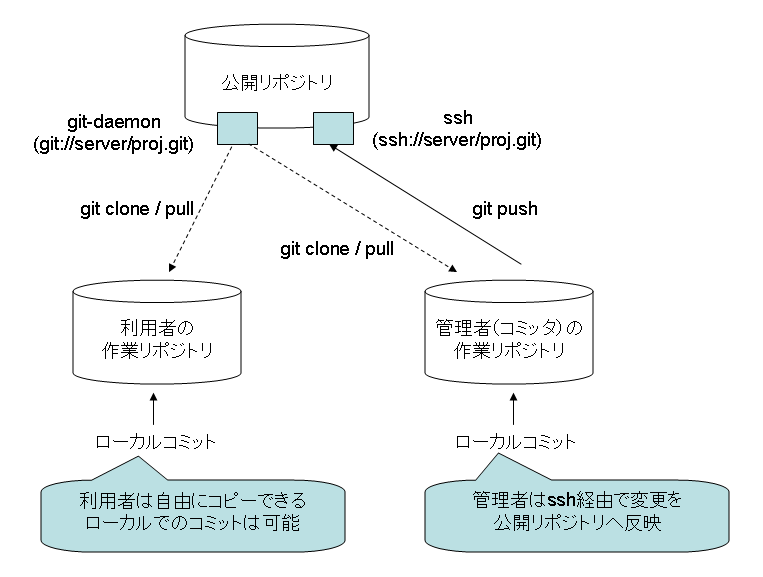 公開リポジトリ
git-daemon
(git://server/proj.git)
ssh
(ssh://server/proj.git)
git clone / pull
git push
git clone / pull
利用者の
作業リポジトリ
管理者(コミッタ)の
作業リポジトリ
ローカルコミット
ローカルコミット
利用者は自由にコピーできる
ローカルでのコミットは可能
管理者はssh経由で変更を
公開リポジトリへ反映